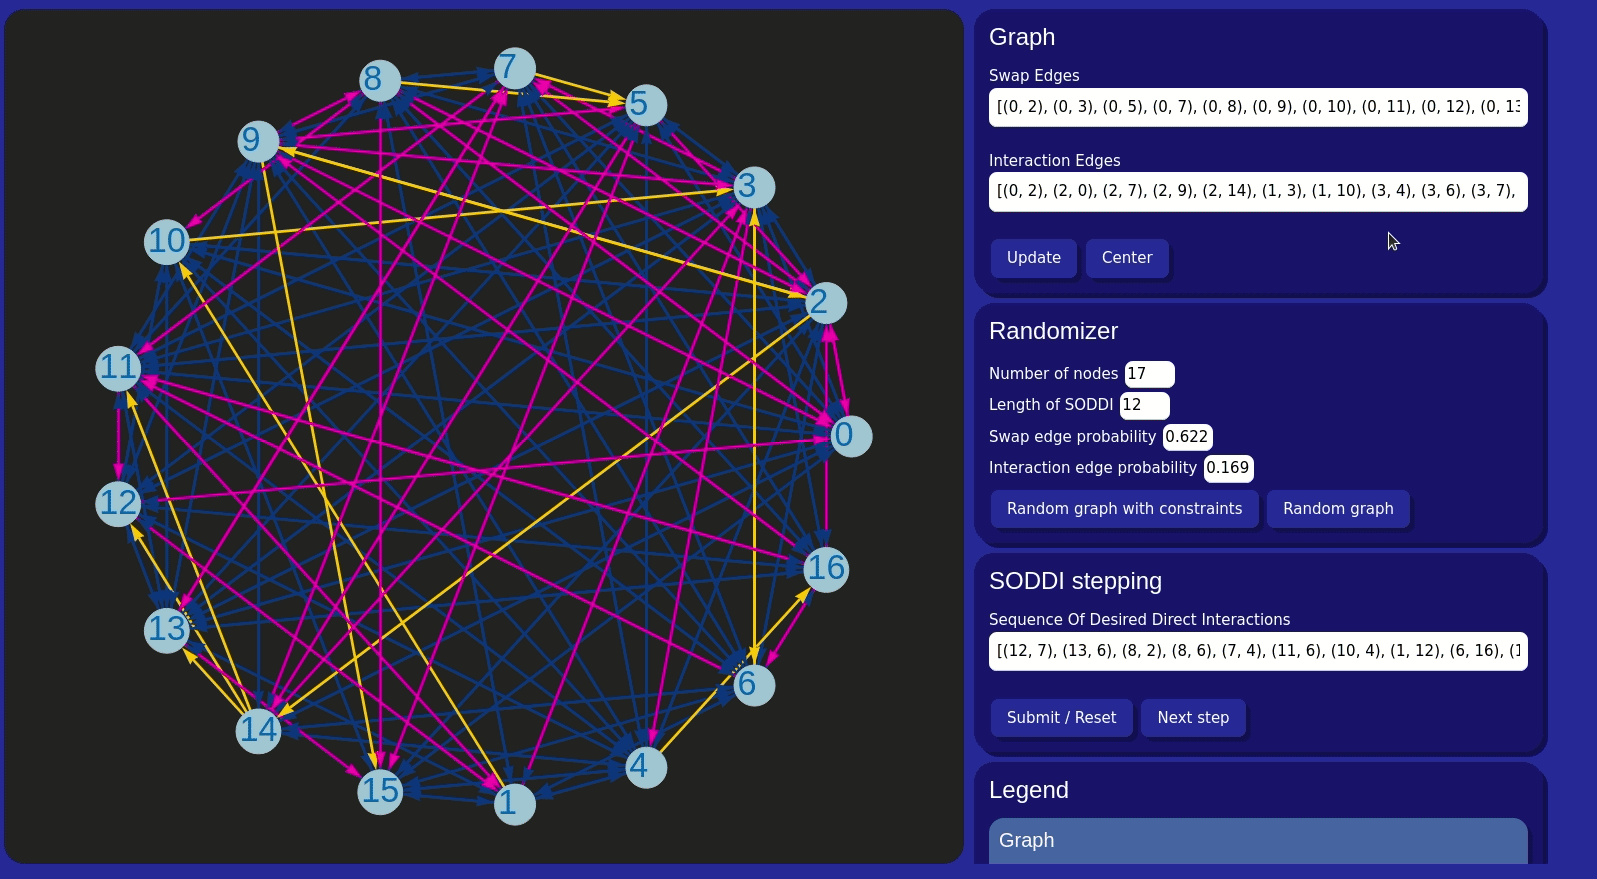 7
8
5
9
3
10
2
11
0
12
16
13
6
14
4
15
1
Graph
Swap Edges
[(0, 2), (0, 3), (0, 5), (0, 7), (0, 8), (0, 9), (0, 10), (0, 11), (0, 12), (0, 13
Interaction Edges
[(0, 2), (2, 0), (2, 7), (2, 9), (2, 14), (1, 3), (1, 10), (3, 4), (3, 6), (3, 7),
Update Center
Randomizer
Number of nodes 17
Length of SODDI 12
Swap edge probability 0.622
Interaction edge probability 0.169
Random graph with constraints Random graph
SODDI stepping
Sequence Of Desired Direct Interactions
[(12, 7), (13, 6), (8, 2), (8, 6), (7, 4), (11, 6), (10, 4), (1, 12), (6, 16), (1
Submit / Reset Next step
Legend
Graph